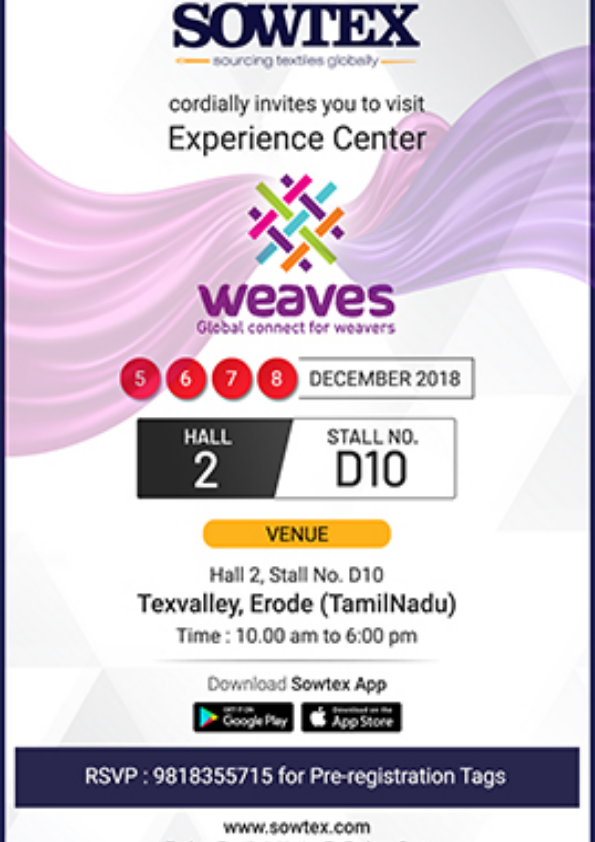 SOWTEX
sourcing textiles globally
cordially invites you to visit
Experience Center
weaves
Global connect for weavers
5 6 7 8 DECEMBER 2018
HALL
2
STALL NO.
D10
VENUE
Hall 2, Stall No. D10
Texvalley, Erode (TamilNadu)
Time : 10.00 am to 6:00 pm
Download Sowtex App
GET IT ON
Google Play
Download on the
App Store
RSVP : 9818355715 for Pre-registration Tags
www.sowtex.com